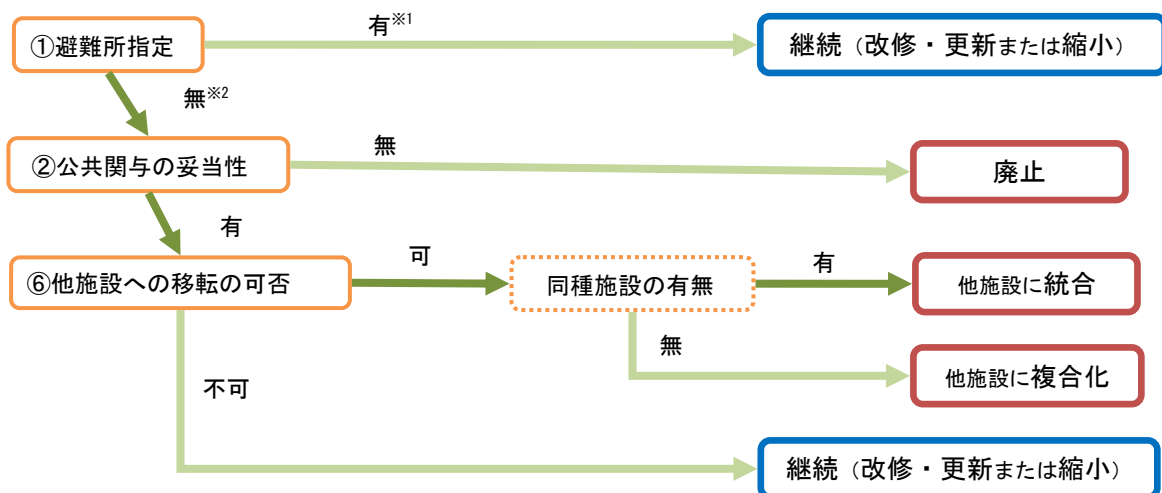 ①避難所指定
有※1
継続（改修・更新または縮小）
無※2
②公共関与の妥当性
無
廃止
有
⑥他施設への移転の可否
可
同種施設の有無
有
他施設に統合
無
他施設に複合化
不可
継続（改修・更新または縮小）